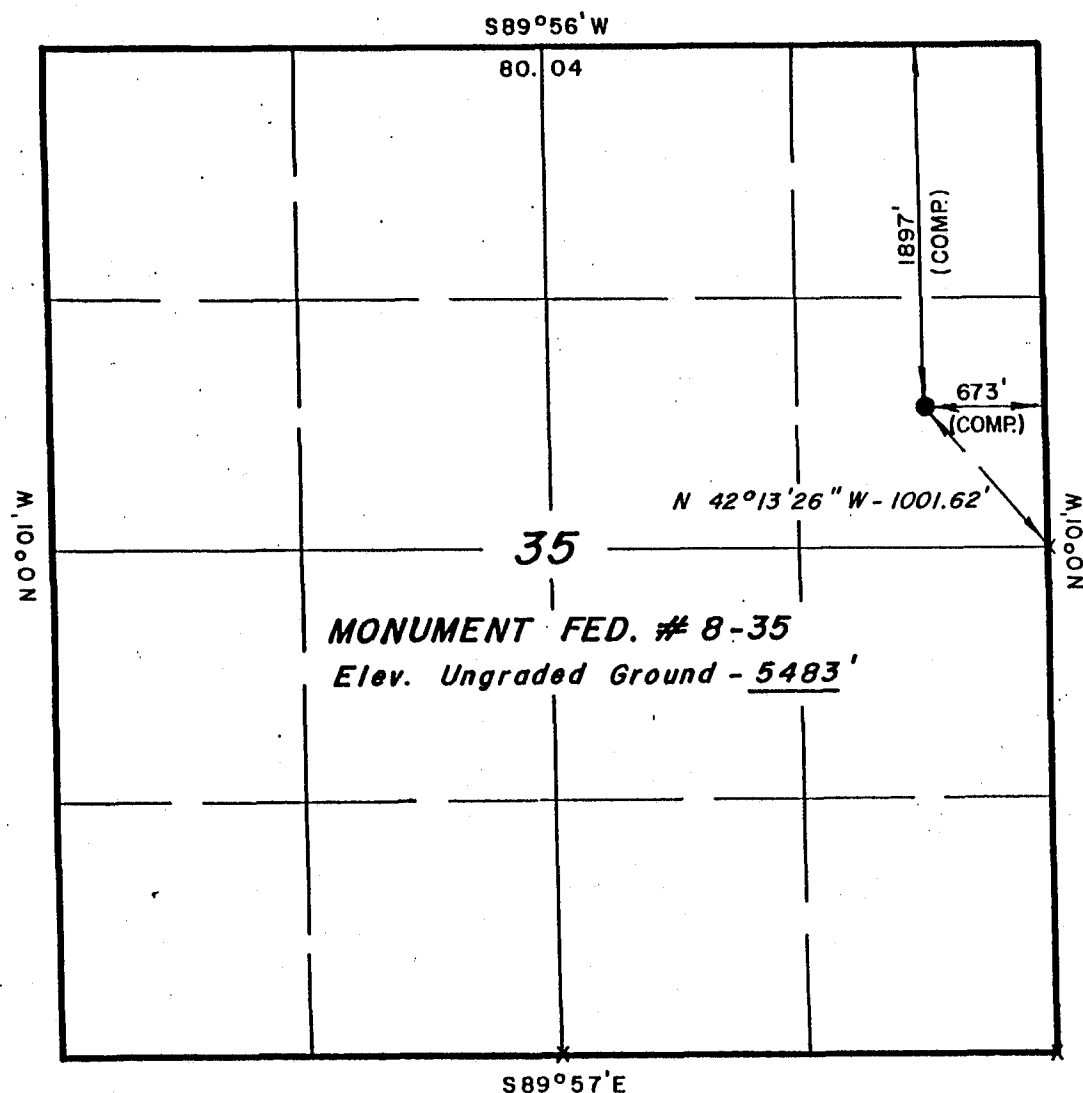 S89°56'W
80.04
1897'
(COMP.)
673'
(COMP.)
N 42°13'26" W - 1001.62'
N0°01'W
N0°01'W
35
MONUMENT FED. # 8-35
Elev. Ungraded Ground - 5483'
S89°57'E